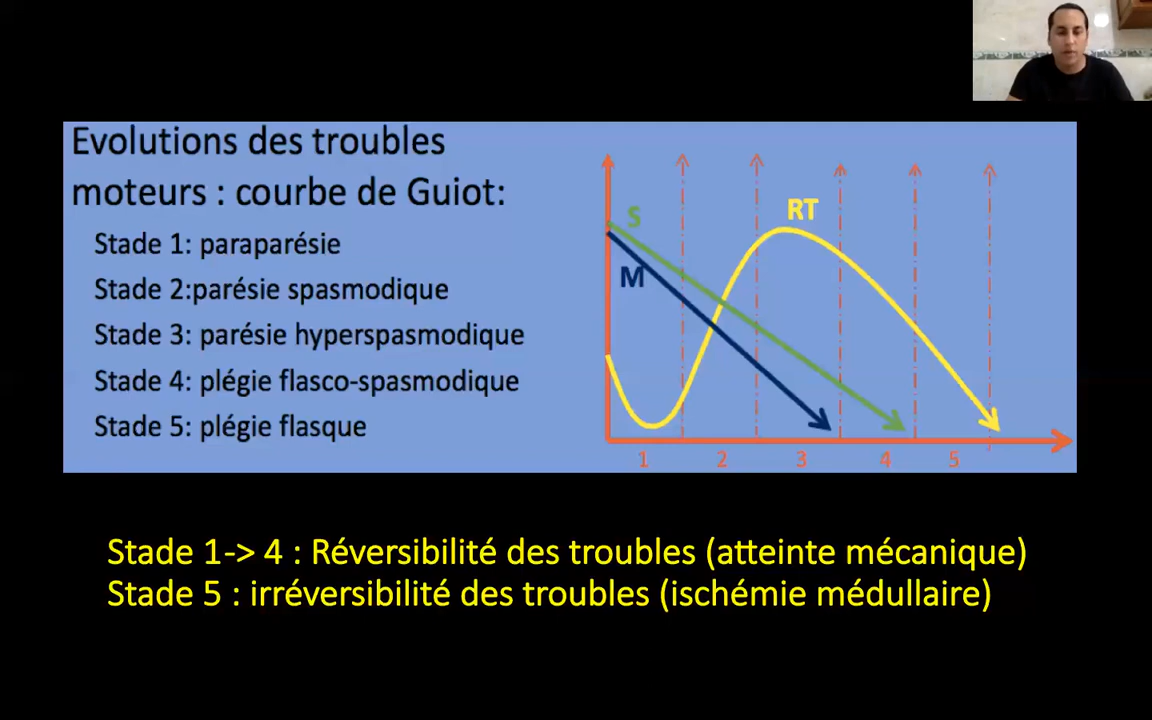 Evolutions des troubles
moteurs : courbe de Guiot:
Stade 1: paraparésie
Stade 2:parésie spasmodique
Stade 3: parésie hyperspasmodique
Stade 4: plégie flasco-spasmodique
Stade 5: plégie flasque
S
M
RT
1 2 3 4 5
Stade 1-> 4 : Réversibilité des troubles (atteinte mécanique)
Stade 5 : irréversibilité des troubles (ischémie médullaire)